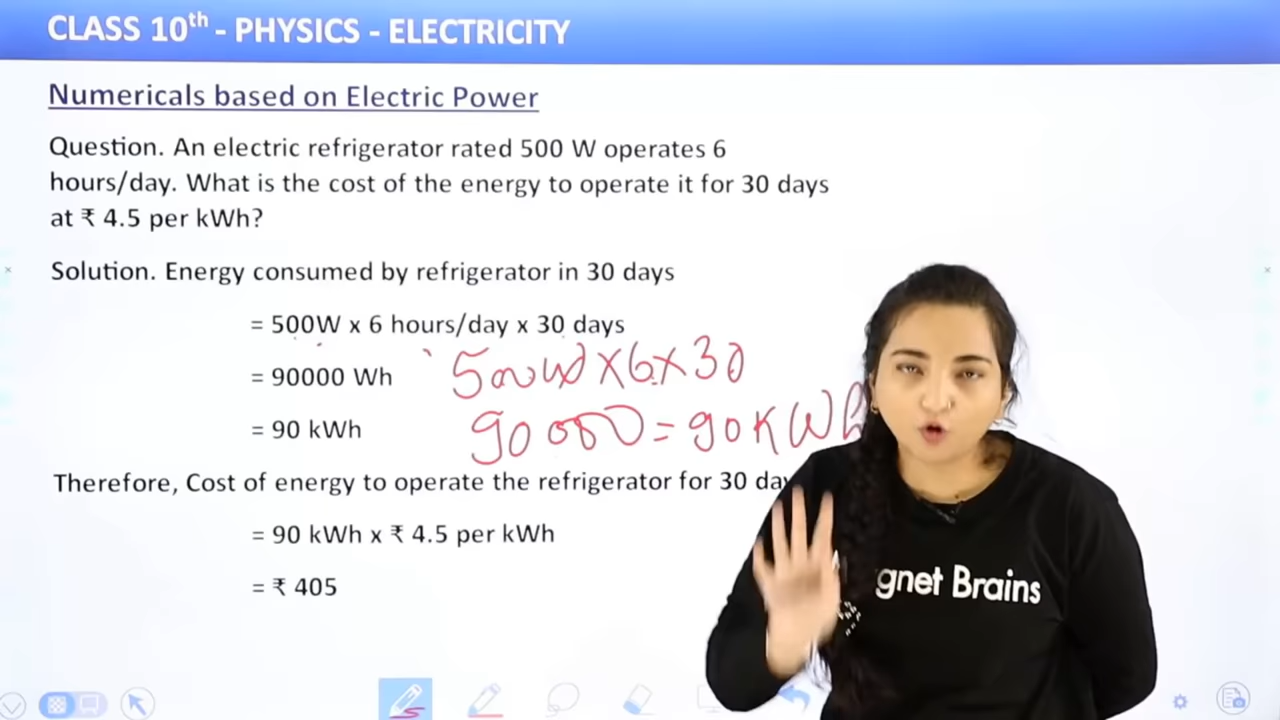 CLASS 10th - PHYSICS - ELECTRICITY
Numericals based on Electric Power
Question. An electric refrigerator rated 500 W operates 6
hours/day. What is the cost of the energy to operate it for 30 days
at ₹ 4.5 per kWh?
Solution. Energy consumed by refrigerator in 30 days
= 500W x 6 hours/day x 30 days
= 90000 Wh
500W X 6 X 30
= 90 kWh
90000 = 90KWh
Therefore, Cost of energy to operate the refrigerator for 30
= 90 kWh x ₹ 4.5 per kWh
= ₹ 405
gnet Brains